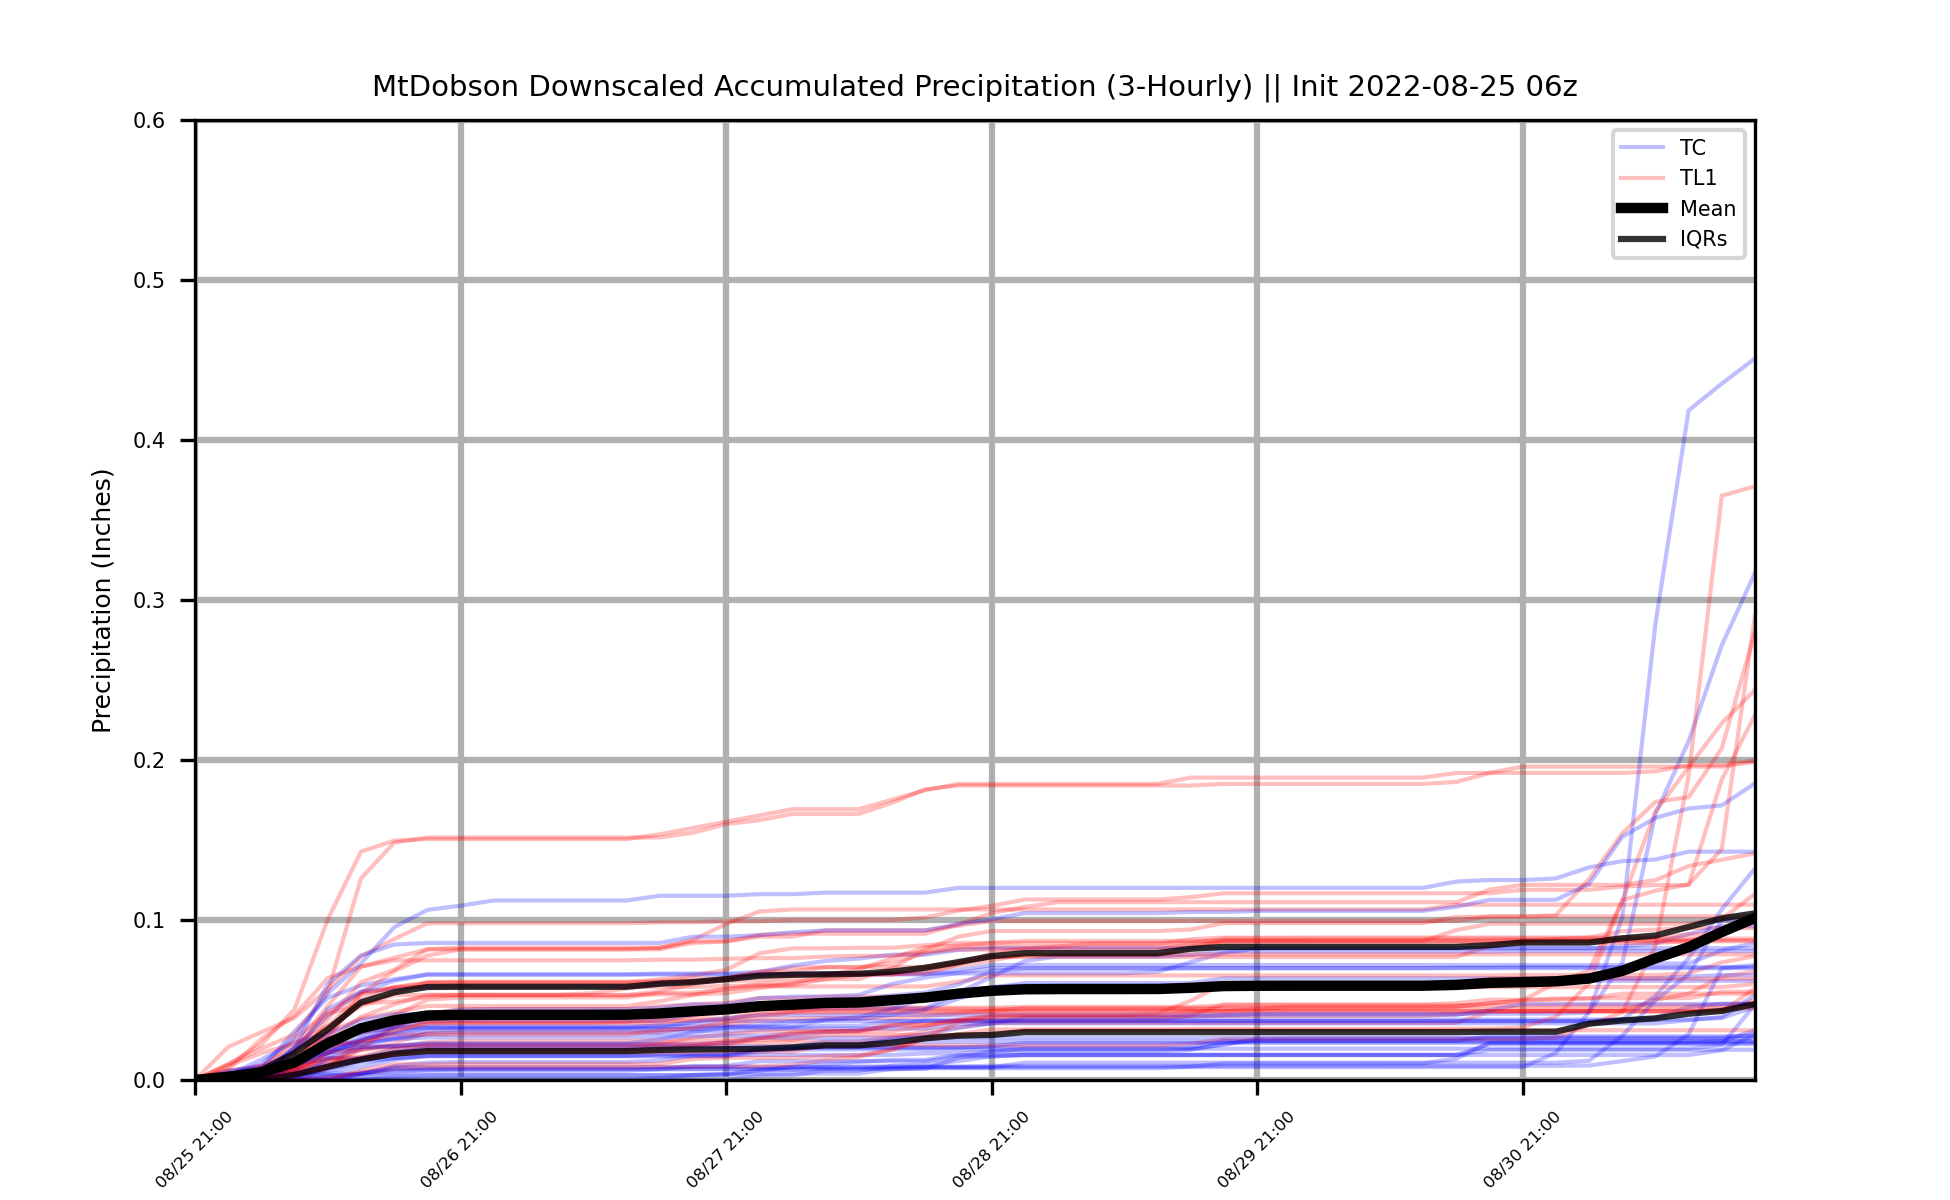 MtDobson Downscaled Accumulated Precipitation (3-Hourly) || Init 2022-08-25 06z
TC
TL1
Mean
IQRs
Precipitation (Inches)
0.6
0.5
0.4
0.3
0.2
0.1
0.0
08/25 21:00
08/26 21:00
08/27 21:00
08/28 21:00
08/29 21:00
08/30 21:00